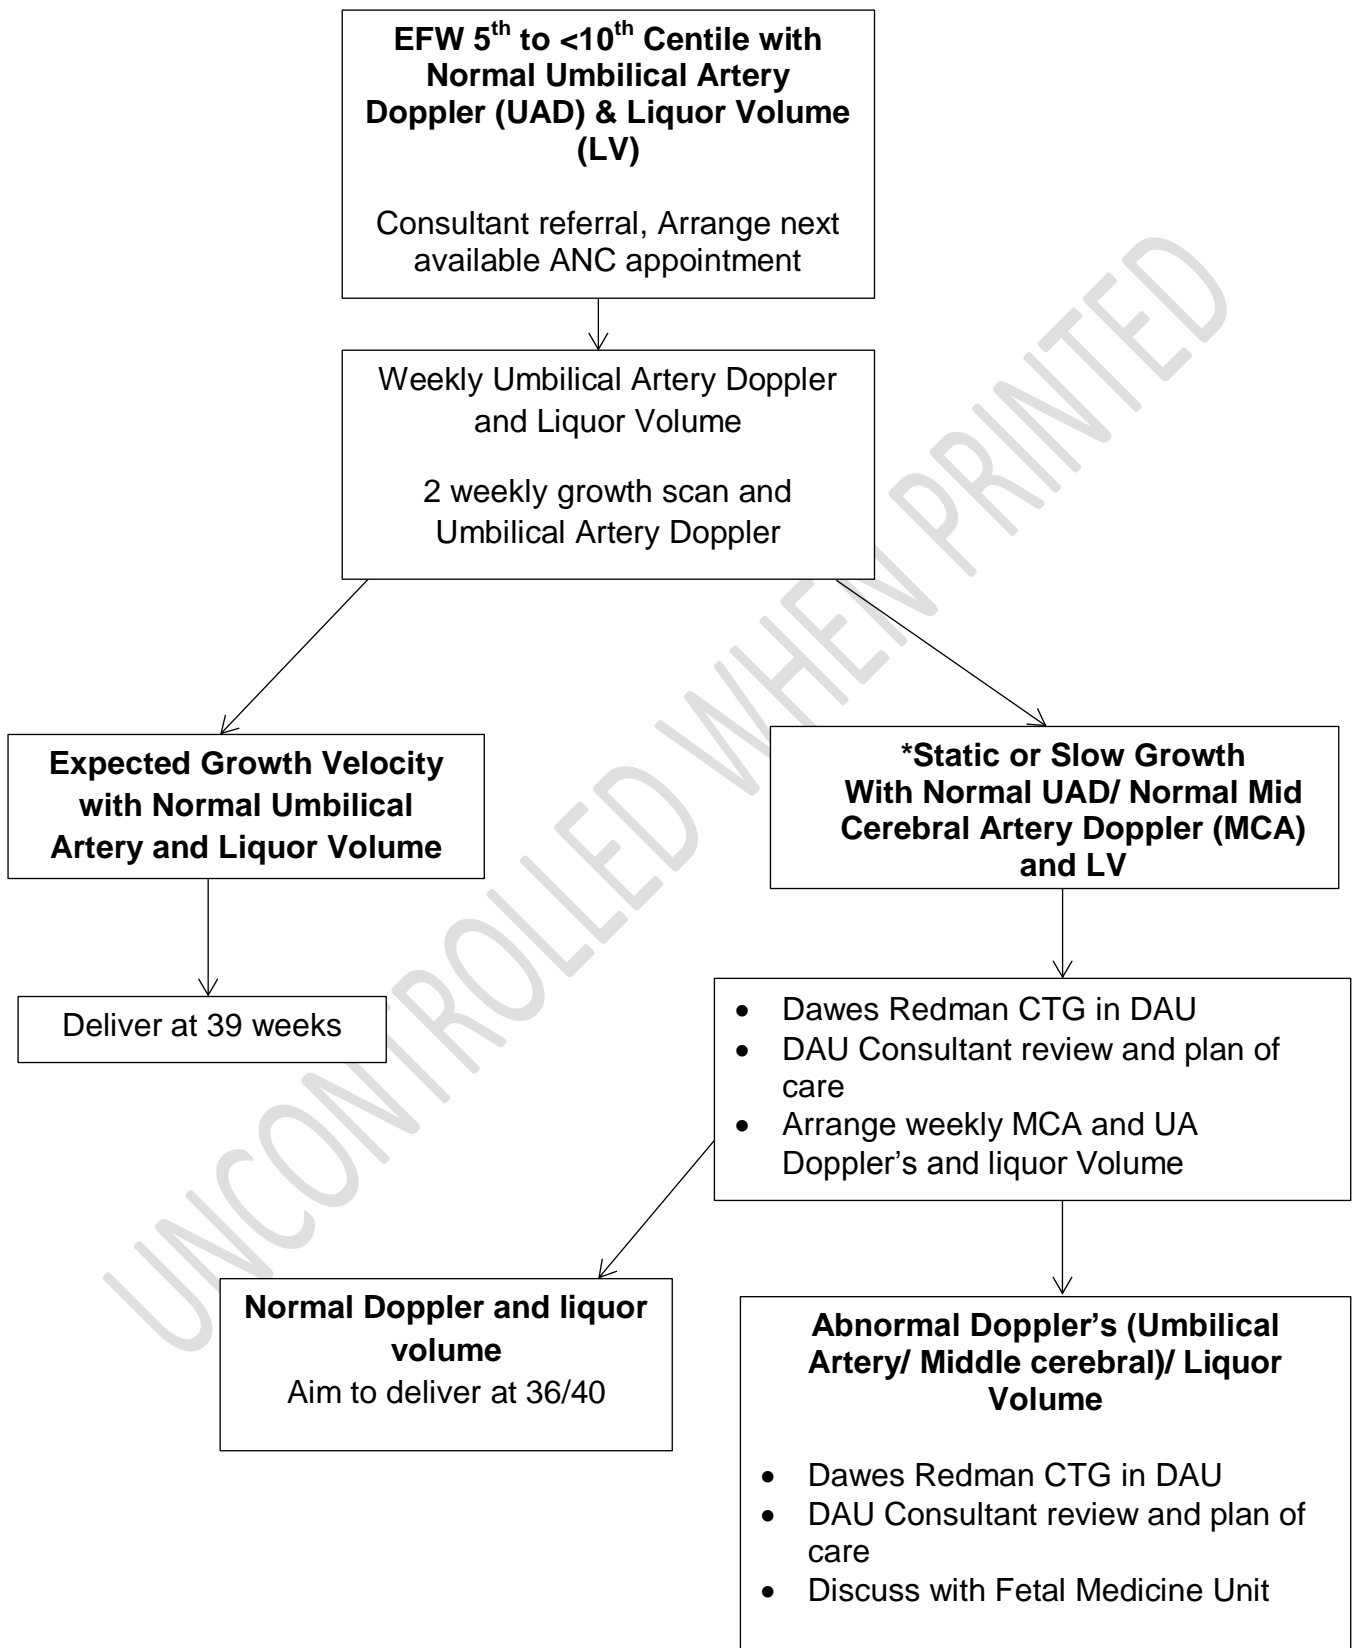 EFW 5th to <10th Centile with
Normal Umbilical Artery
Doppler (UAD) & Liquor Volume
(LV)
Consultant referral, Arrange next
available ANC appointment
Weekly Umbilical Artery Doppler
and Liquor Volume
2 weekly growth scan and
Umbilical Artery Doppler
Expected Growth Velocity
with Normal Umbilical
Artery and Liquor Volume
*Static or Slow Growth
With Normal UAD/ Normal Mid
Cerebral Artery Doppler (MCA)
and LV
Deliver at 39 weeks
• Dawes Redman CTG in DAU
• DAU Consultant review and plan of
care
• Arrange weekly MCA and UA
Doppler’s and liquor Volume
Normal Doppler and liquor
volume
Aim to deliver at 36/40
Abnormal Doppler’s (Umbilical
Artery/ Middle cerebral)/ Liquor
Volume
• Dawes Redman CTG in DAU
• DAU Consultant review and plan of
care
• Discuss with Fetal Medicine Unit
UNCONTROLLED WHEN PRINTED